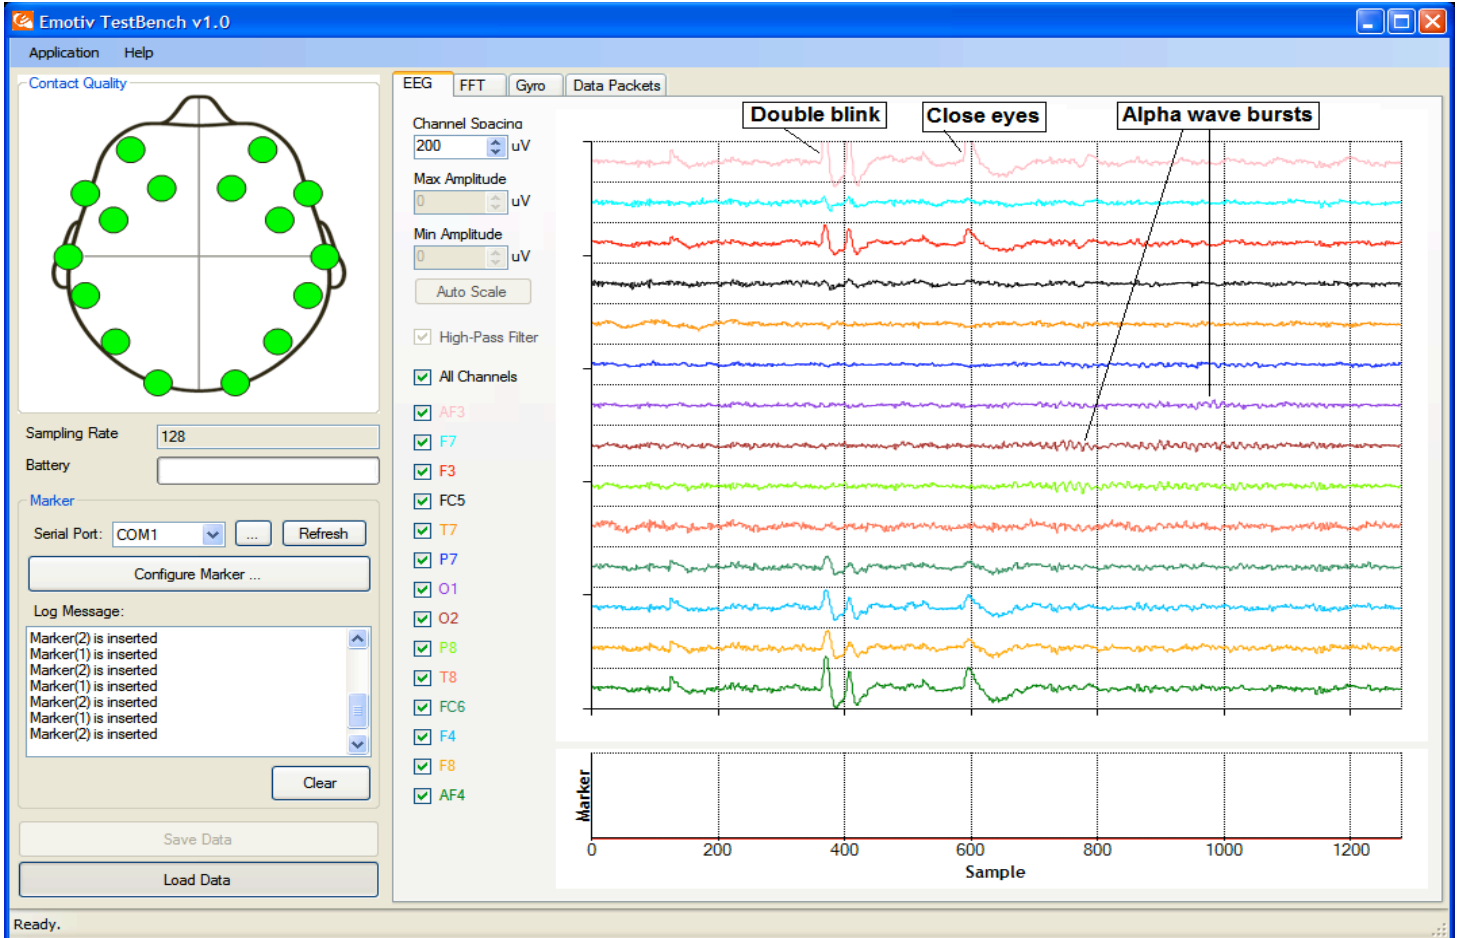 Emotiv TestBench v1.0
Application Help
Contact Quality
Sampling Rate 128
Battery
Marker
Serial Port: COM1 ... Refresh
Configure Marker ...
Log Message:
Marker(2) is inserted
Marker(1) is inserted
Marker(2) is inserted
Marker(1) is inserted
Marker(2) is inserted
Marker(1) is inserted
Marker(2) is inserted
Clear
Save Data
Load Data
EEG FFT Gyro Data Packets
Channel Spacing
200 uV
Max Amplitude
0 uV
Min Amplitude
0 uV
Auto Scale
High-Pass Filter
All Channels
AF3
F7
F3
FC5
T7
P7
O1
O2
P8
T8
FC6
F4
F8
AF4
Double blink Close eyes Alpha wave bursts
Marker
0 200 400 600 800 1000 1200
Sample
Ready.